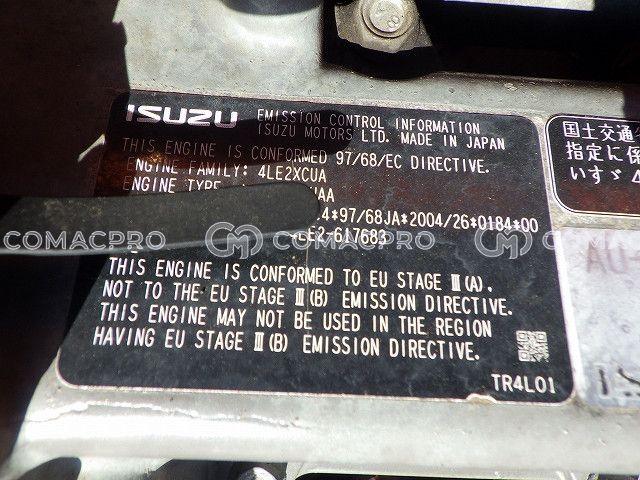 ISUZU EMISSION CONTROL INFORMATION
ISUZU MOTORS LTD. MADE IN JAPAN
THIS ENGINE IS CONFORMED 97/68/EC DIRECTIVE.
ENGINE FAMILY: 4LE2XCUA
ENGINE TYPE
4*97/68JA*2004/26*0184*00
E2-617683
THIS ENGINE IS CONFORMED TO EU STAGE Ⅲ(A).
NOT TO THE EU STAGE Ⅲ(B) EMISSION DIRECTIVE.
THIS ENGINE MAY NOT BE USED IN THE REGION
HAVING EU STAGE Ⅲ(B) EMISSION DIRECTIVE.
TR4L01
国土交通
指定に係
いすゞ
COMACPRO
COMACPRO
COMACPRO